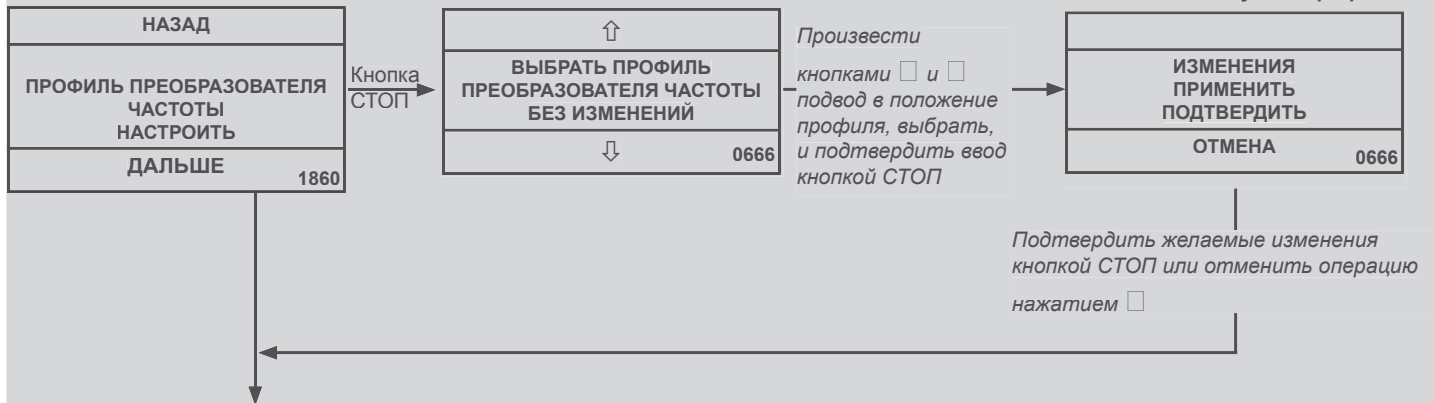 НАЗАД
ПРОФИЛЬ ПРЕОБРАЗОВАТЕЛЯ
ЧАСТОТЫ
НАСТРОИТЬ
ДАЛЬШЕ
1860
Кнопка
СТОП
⇧
ВЫБРАТЬ ПРОФИЛЬ
ПРЕОБРАЗОВАТЕЛЯ ЧАСТОТЫ
БЕЗ ИЗМЕНЕНИЙ
⇩ 0666
Произвести
кнопками □ и □
подвод в положение
профиля, выбрать,
и подтвердить ввод
кнопкой СТОП
ИЗМЕНЕНИЯ
ПРИМЕНИТЬ
ПОДТВЕРДИТЬ
ОТМЕНА
0666
Подтвердить желаемые изменения
кнопкой СТОП или отменить операцию
нажатием □